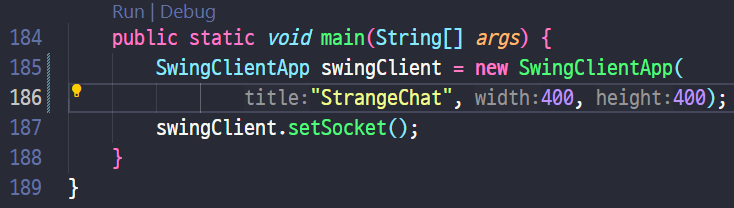 Run | Debug
184 public static void main(String[] args) {
185 SwingClientApp swingClient = new SwingClientApp(
186 title:"StrangeChat", width:400, height:400);
187 swingClient.setSocket();
188 }
189 }